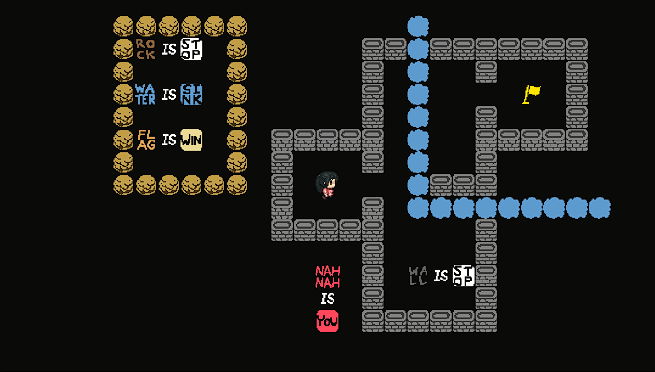 ROCK IS STOP
WATER IS SINK
FLAG IS WIN
NAHNAH
IS
YOU
WALL IS STOP